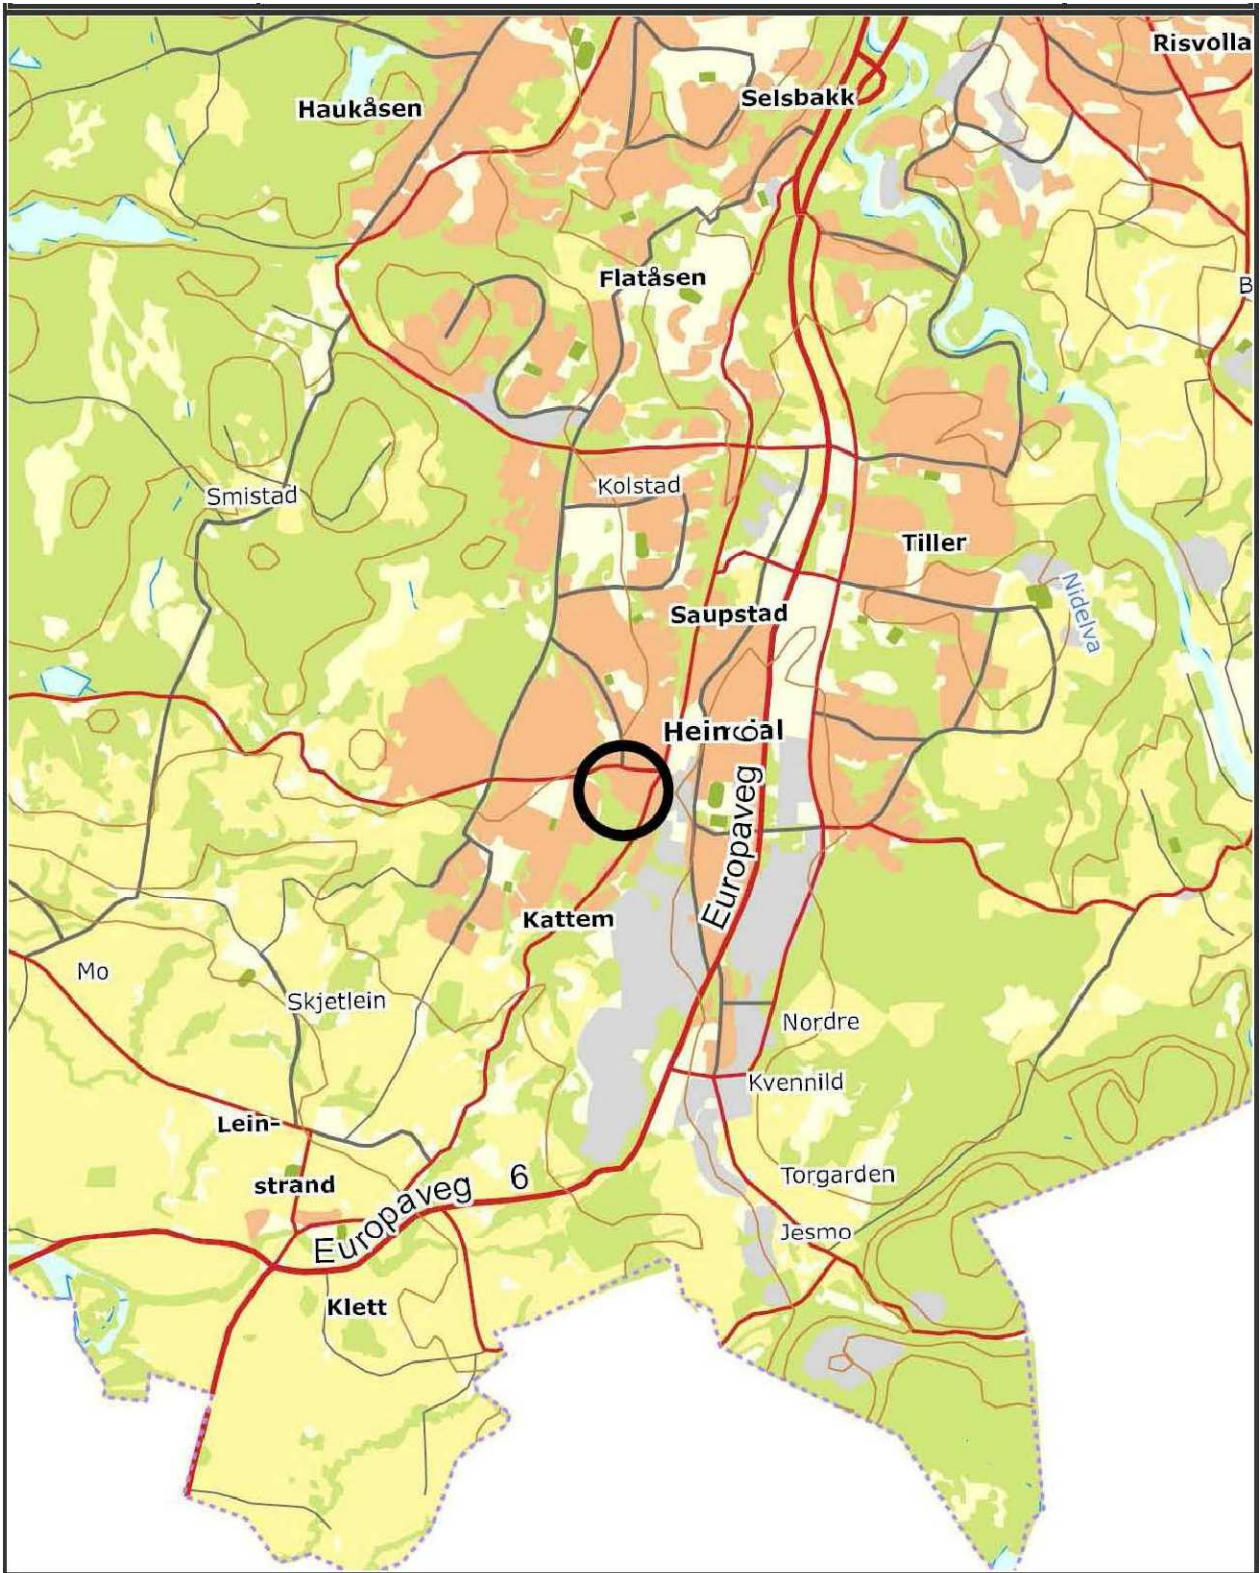 Risvolla
Selsbakk
Haukåsen
Flatåsen
B
Kolstad
Smistad
Tiller
Nidelva
Saupstad
Heimdal
6
Europaveg
Kattem
Mo
Skjetlein
Nordre
Kvennild
Lein-
strand
Torgarden
Europaveg 6
Jesmo
Klett